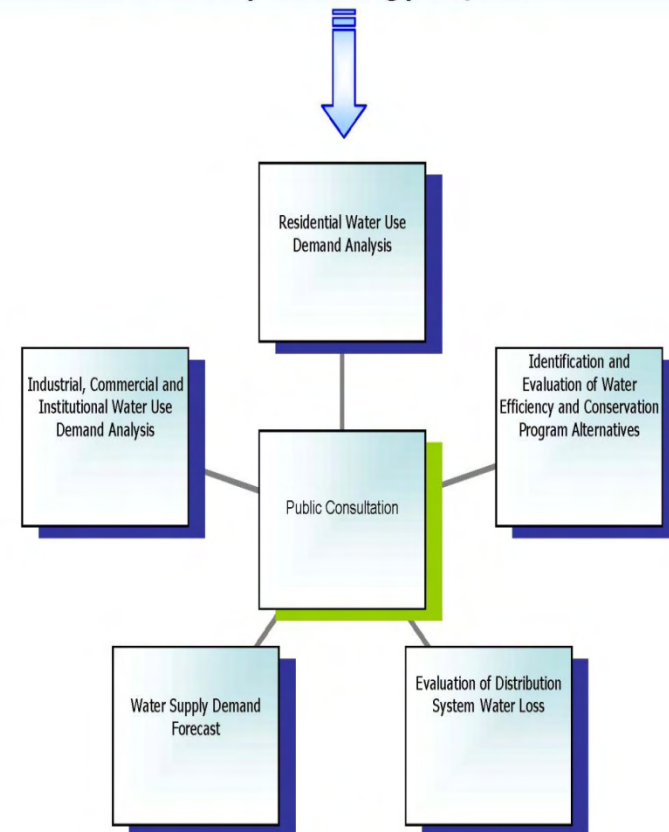 Residential Water Use
Demand Analysis
Industrial, Commercial and
Institutional Water Use
Demand Analysis
Identification and
Evaluation of Water
Efficiency and Conservation
Program Alternatives
Public Consultation
Water Supply Demand
Forecast
Evaluation of Distribution
System Water Loss